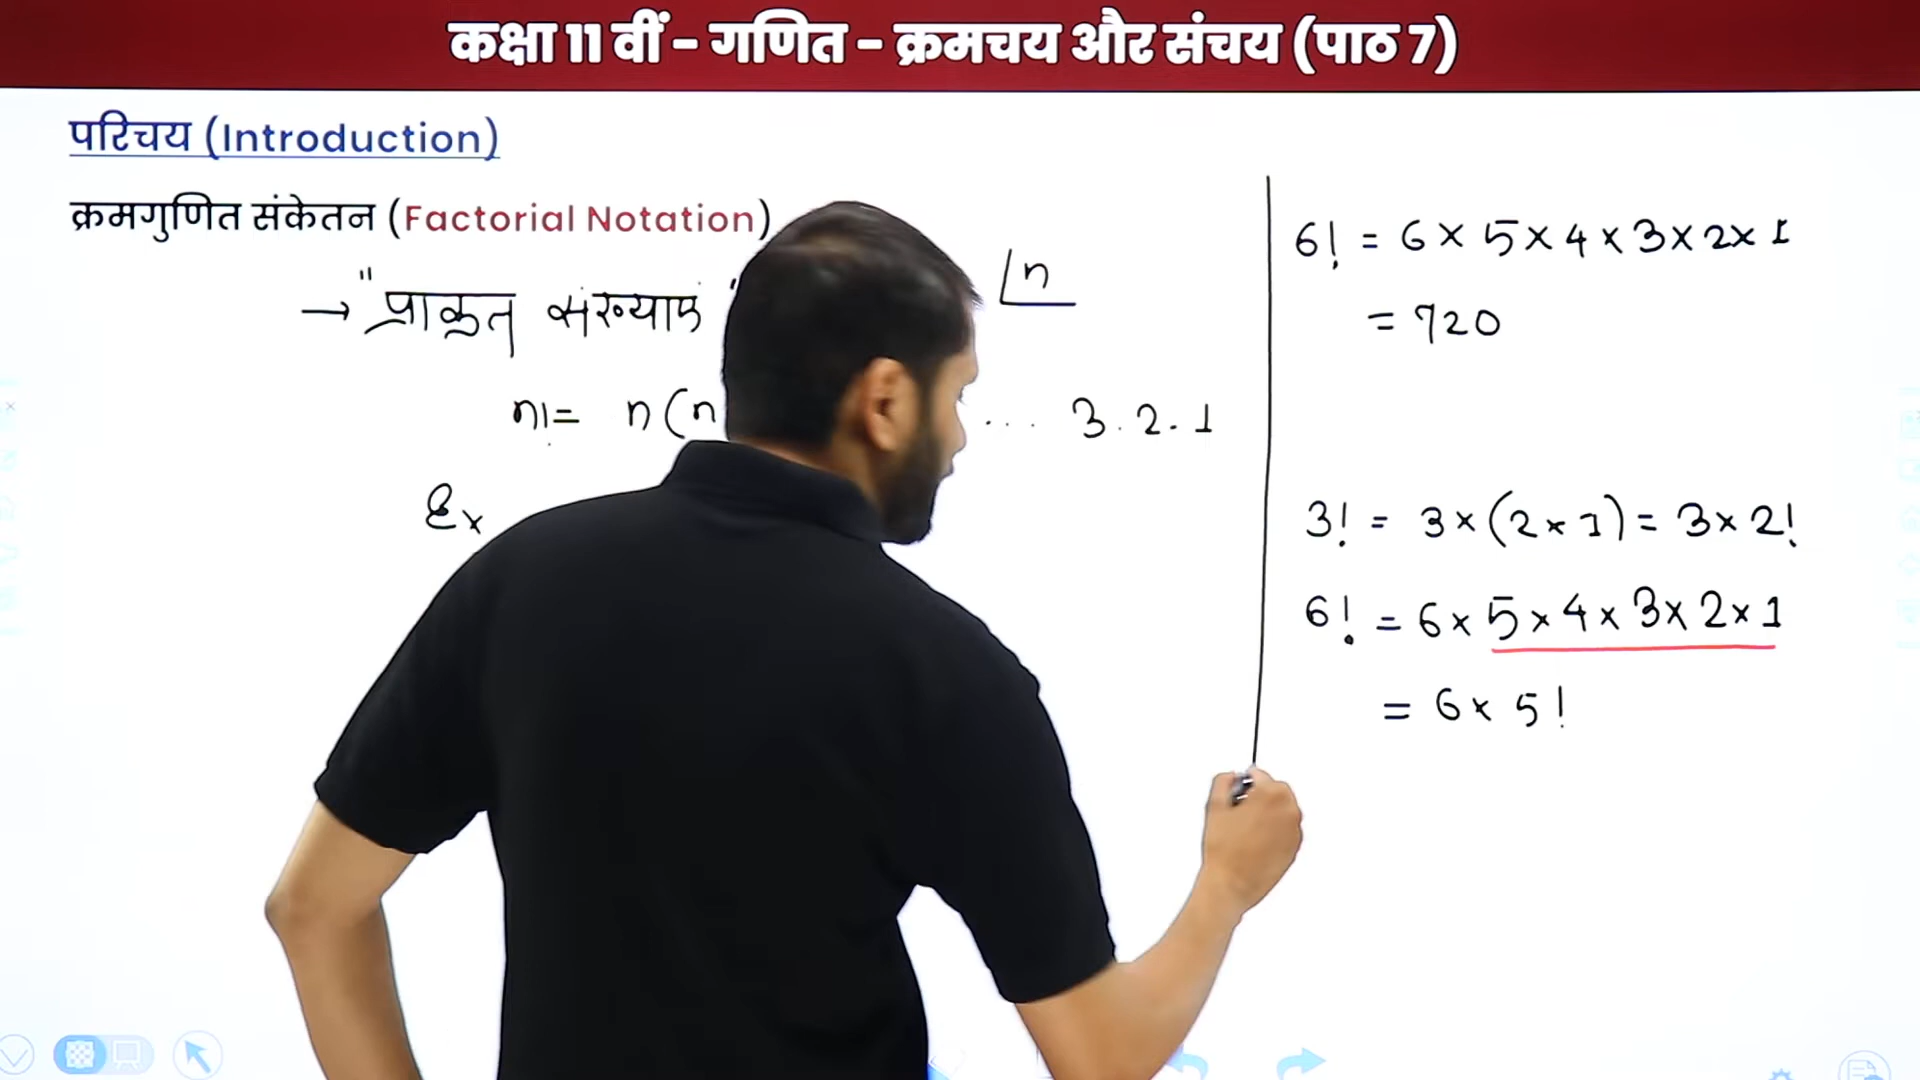 कक्षा 11 वीं - गणित - क्रमचय और संचय (पाठ 7)
परिचय (Introduction)
क्रमगुणित संकेतन (Factorial Notation)
→ "प्राकृत संख्याएं" n
n! = n (n ... 3.2.1
Ex
6! = 6 × 5 × 4 × 3 × 2 × 1
= 720
3! = 3 × (2 × 1) = 3 × 2!
6! = 6 × 5 × 4 × 3 × 2 × 1
= 6 × 5!